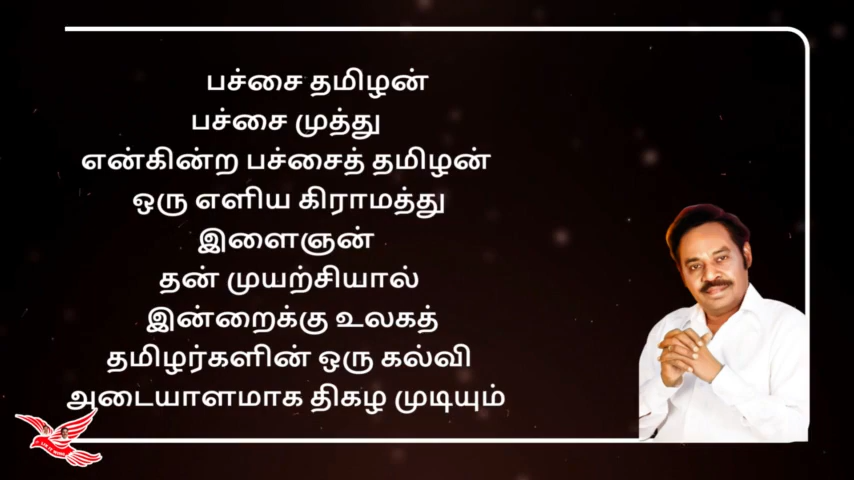 பச்சை தமிழன்
பச்சை முத்து
என்கின்ற பச்சைத் தமிழன்
ஒரு எளிய கிராமத்து
இளைஞன்
தன் முயற்சியால்
இன்றைக்கு உலகத்
தமிழர்களின் ஒரு கல்வி
அடையாளமாக திகழ முடியும்